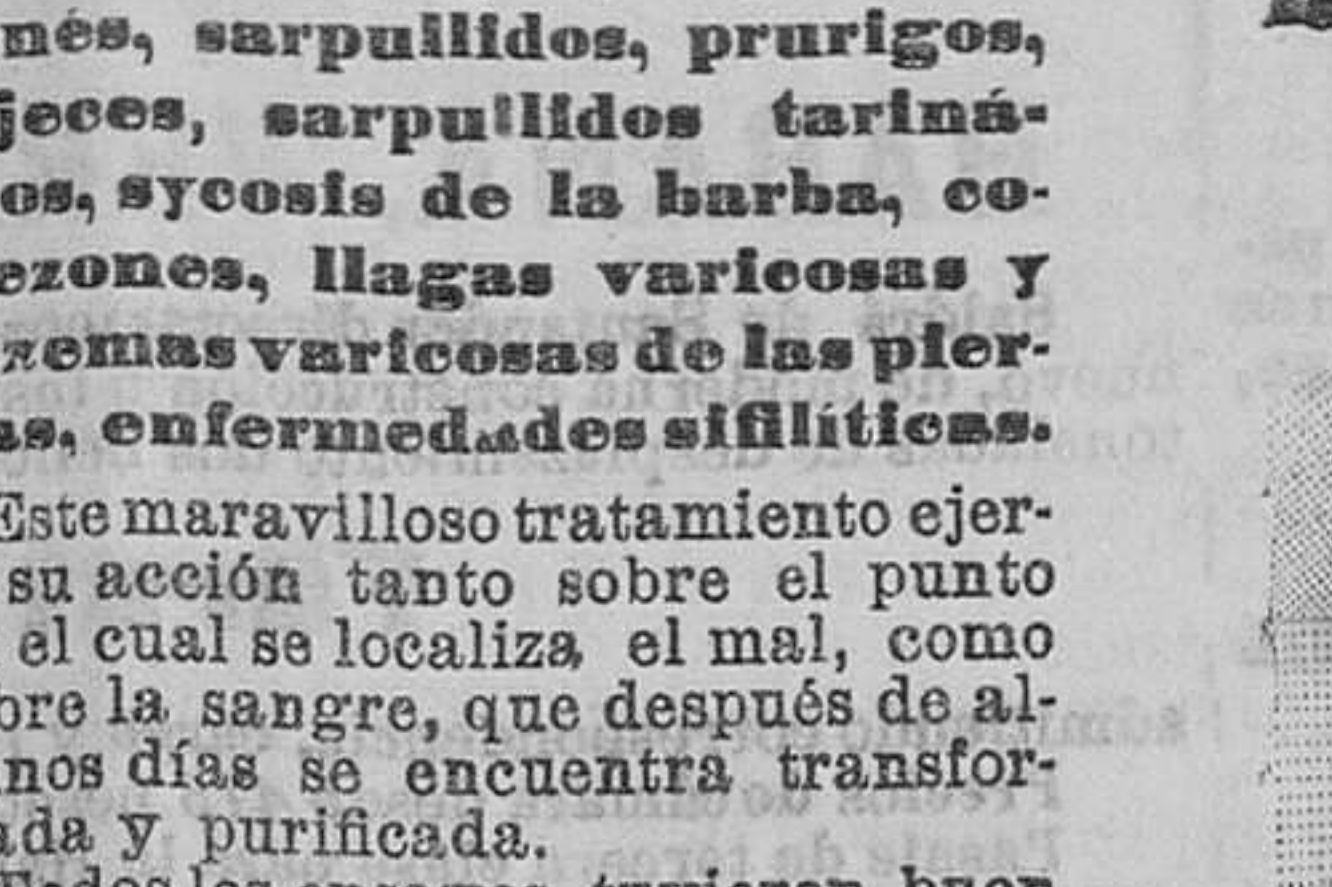 nés, sarpullidos, prurigos,
jeces, sarpullidos tariná-
os, sycosis de la barba, co-
ezones, llagas varicosas y
zemas varicosas de las pier-
as, enfermedades sifilíticas.
Este maravilloso tratamiento ejer-
su acción tanto sobre el punto
el cual se localiza el mal, como
bre la sangre, que después de al-
nos días se encuentra transfor-
ada y purificada.